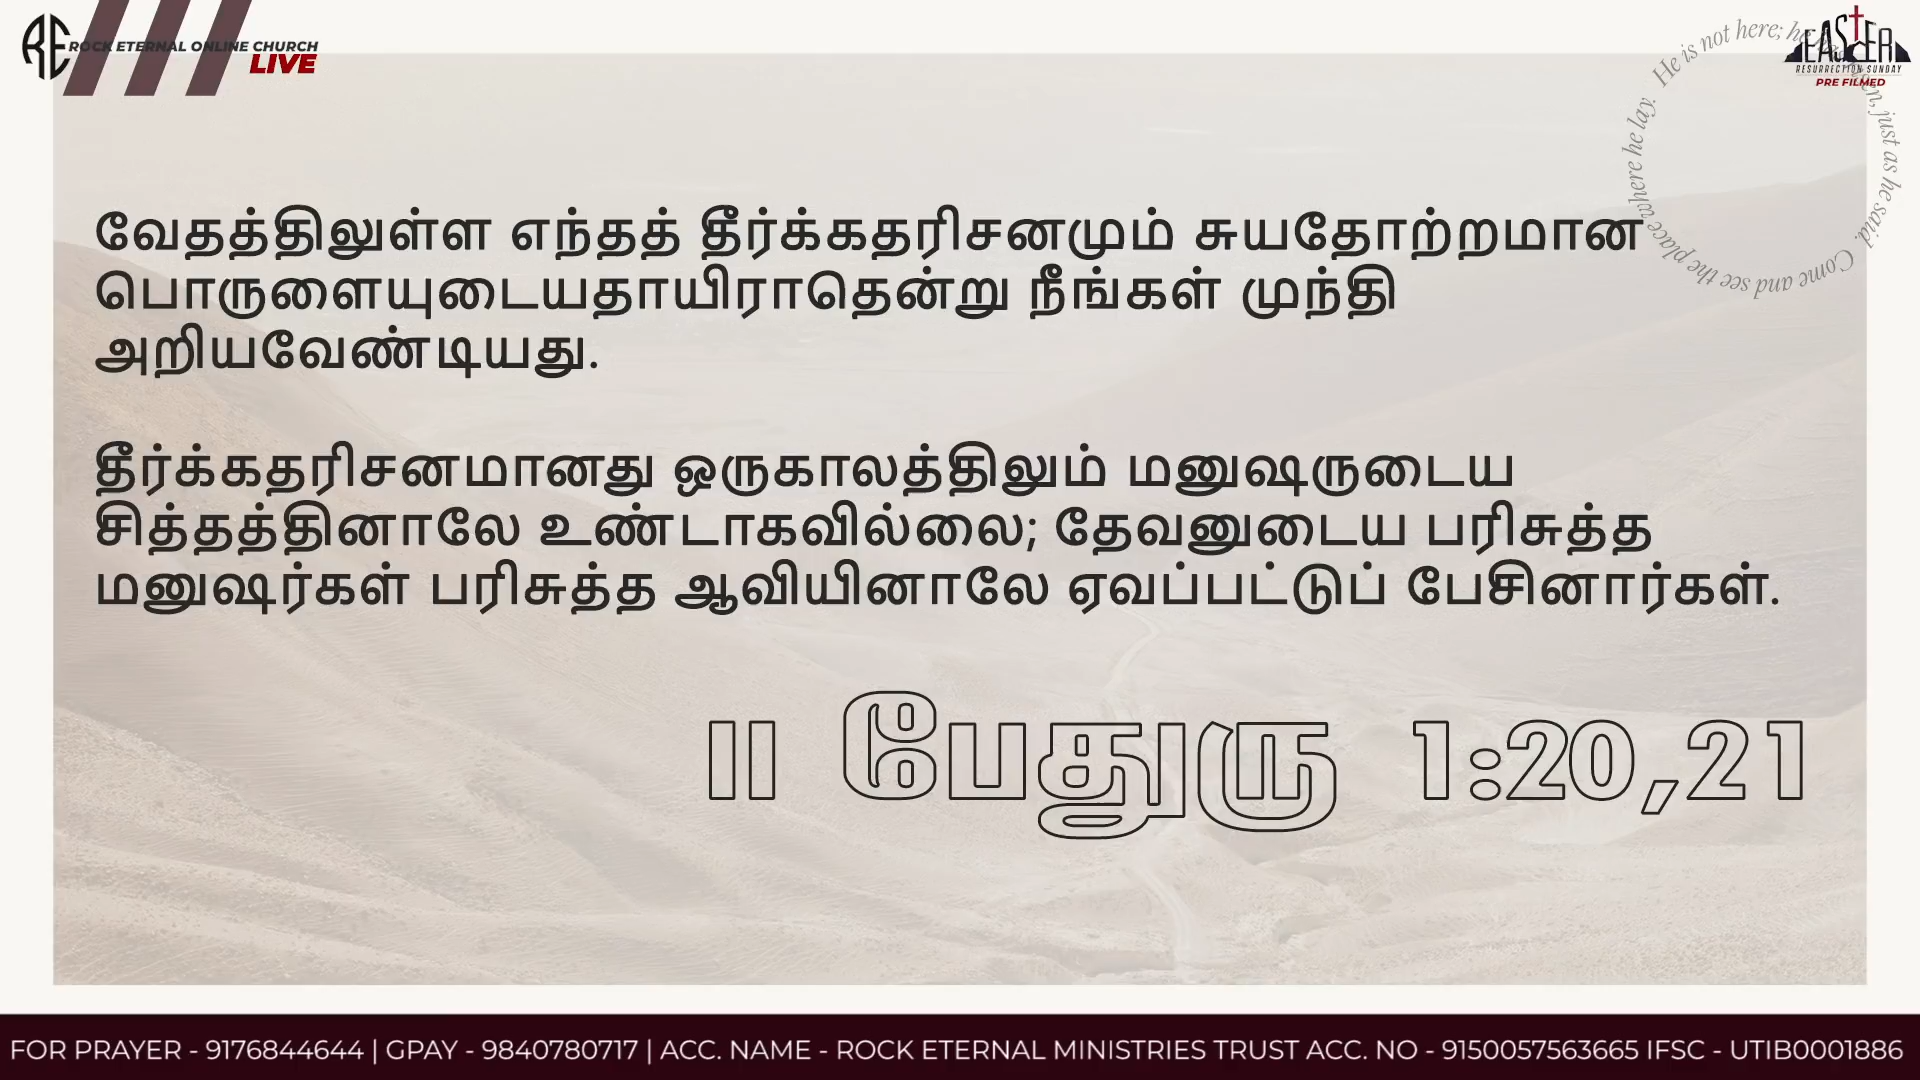 RE ROCK ETERNAL ONLINE CHURCH
LIVE
EASTER
RESURRECTION SUNDAY
PRE FILMED
He is not here; he has risen, just as he said. Come and see the place where he lay.
வேதத்திலுள்ள எந்தத் தீர்க்கதரிசனமும் சுயதோற்றமான
பொருளையுடையதாயிராதென்று நீங்கள் முந்தி
அறியவேண்டியது.
தீர்க்கதரிசனமானது ஒருகாலத்திலும் மனுஷருடைய
சித்தத்தினாலே உண்டாகவில்லை; தேவனுடைய பரிசுத்த
மனுஷர்கள் பரிசுத்த ஆவியினாலே ஏவப்பட்டுப் பேசினார்கள்.
II பேதுரு 1:20,21
FOR PRAYER - 9176844644 | GPAY - 9840780717 | ACC. NAME - ROCK ETERNAL MINISTRIES TRUST ACC. NO - 9150057563665 IFSC - UTIB0001886